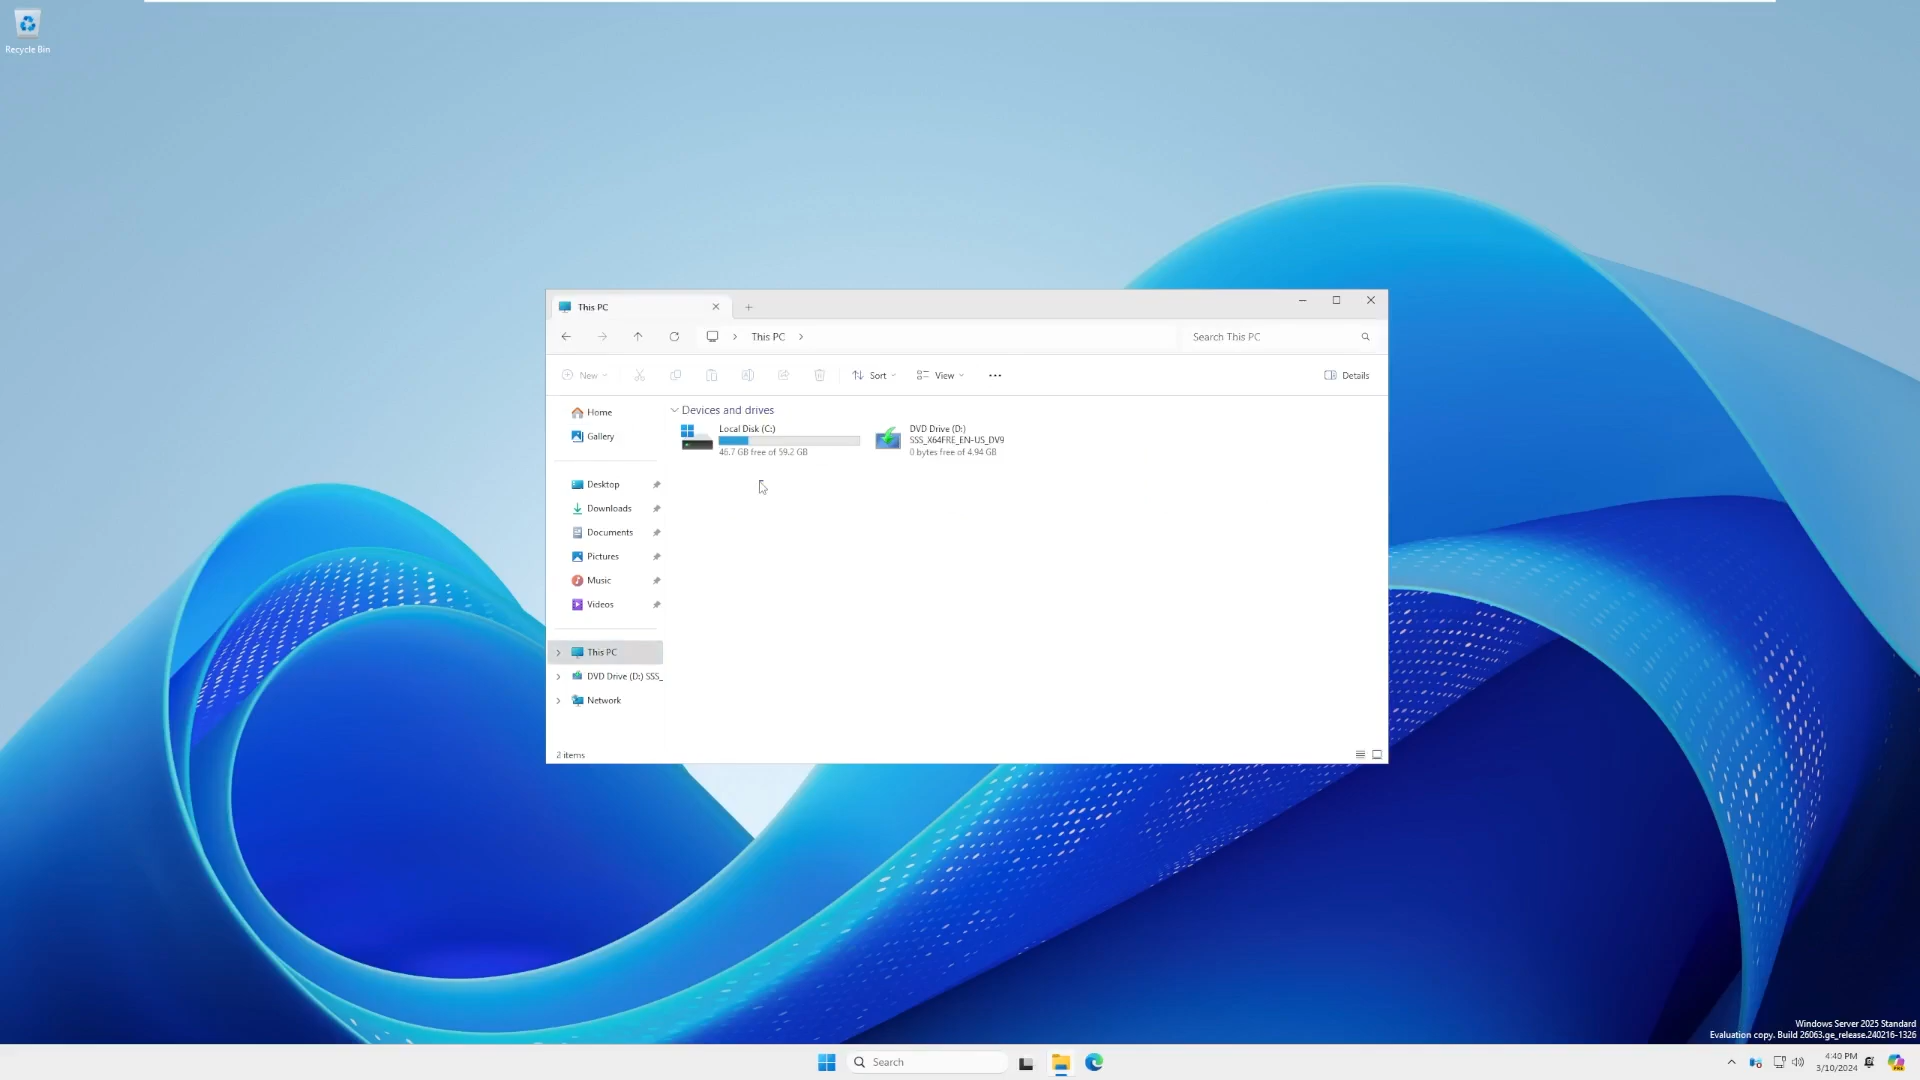 Recycle Bin
This PC
This PC
Search This PC
New
Sort
View
Details
Home
Gallery
Desktop
Downloads
Documents
Pictures
Music
Videos
This PC
DVD Drive (D:) SSS_
Network
Devices and drives
Local Disk (C:)
46.7 GB free of 59.2 GB
DVD Drive (D:)
SSS_X64FRE_EN-US_DV9
0 bytes free of 4.94 GB
2 items
Windows Server 2025 Standard
Evaluation copy. Build 26063.ge_release.240216-1326
Search
4:40 PM
3/10/2024